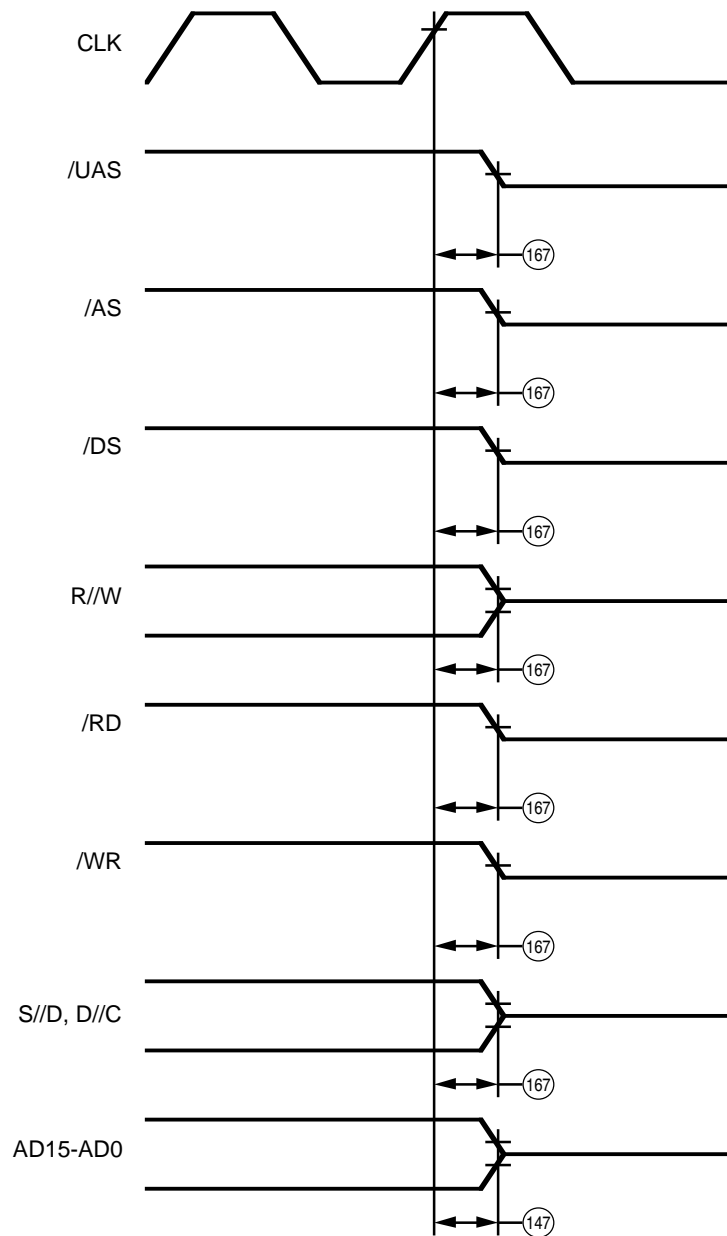 CLK
/UAS
167
/AS
167
/DS
167
R//W
167
/RD
167
/WR
167
S//D, D//C
167
AD15-AD0
147